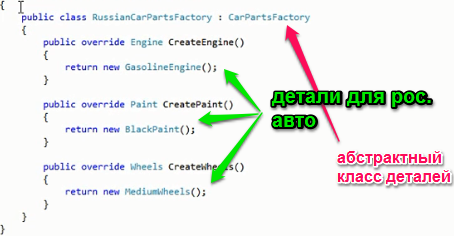 {
public class RussianCarPartsFactory : CarPartsFactory
{
public override Engine CreateEngine()
{
return new GasolineEngine();
}
public override Paint CreatePaint()
{
return new BlackPaint();
}
public override Wheels CreateWheels()
{
return new MediumWheels();
}
}
}
детали для рос.
авто
абстрактный
класс деталей